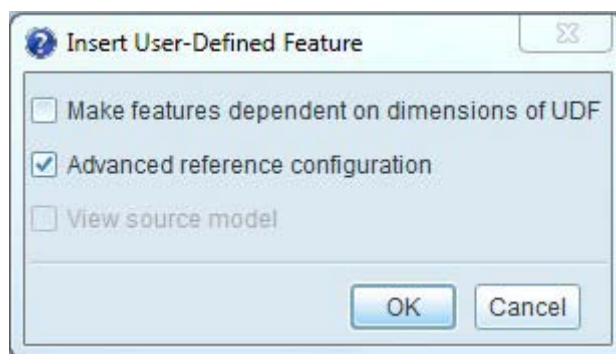 Insert User-Defined Feature
Make features dependent on dimensions of UDF
Advanced reference configuration
View source model
OK
Cancel